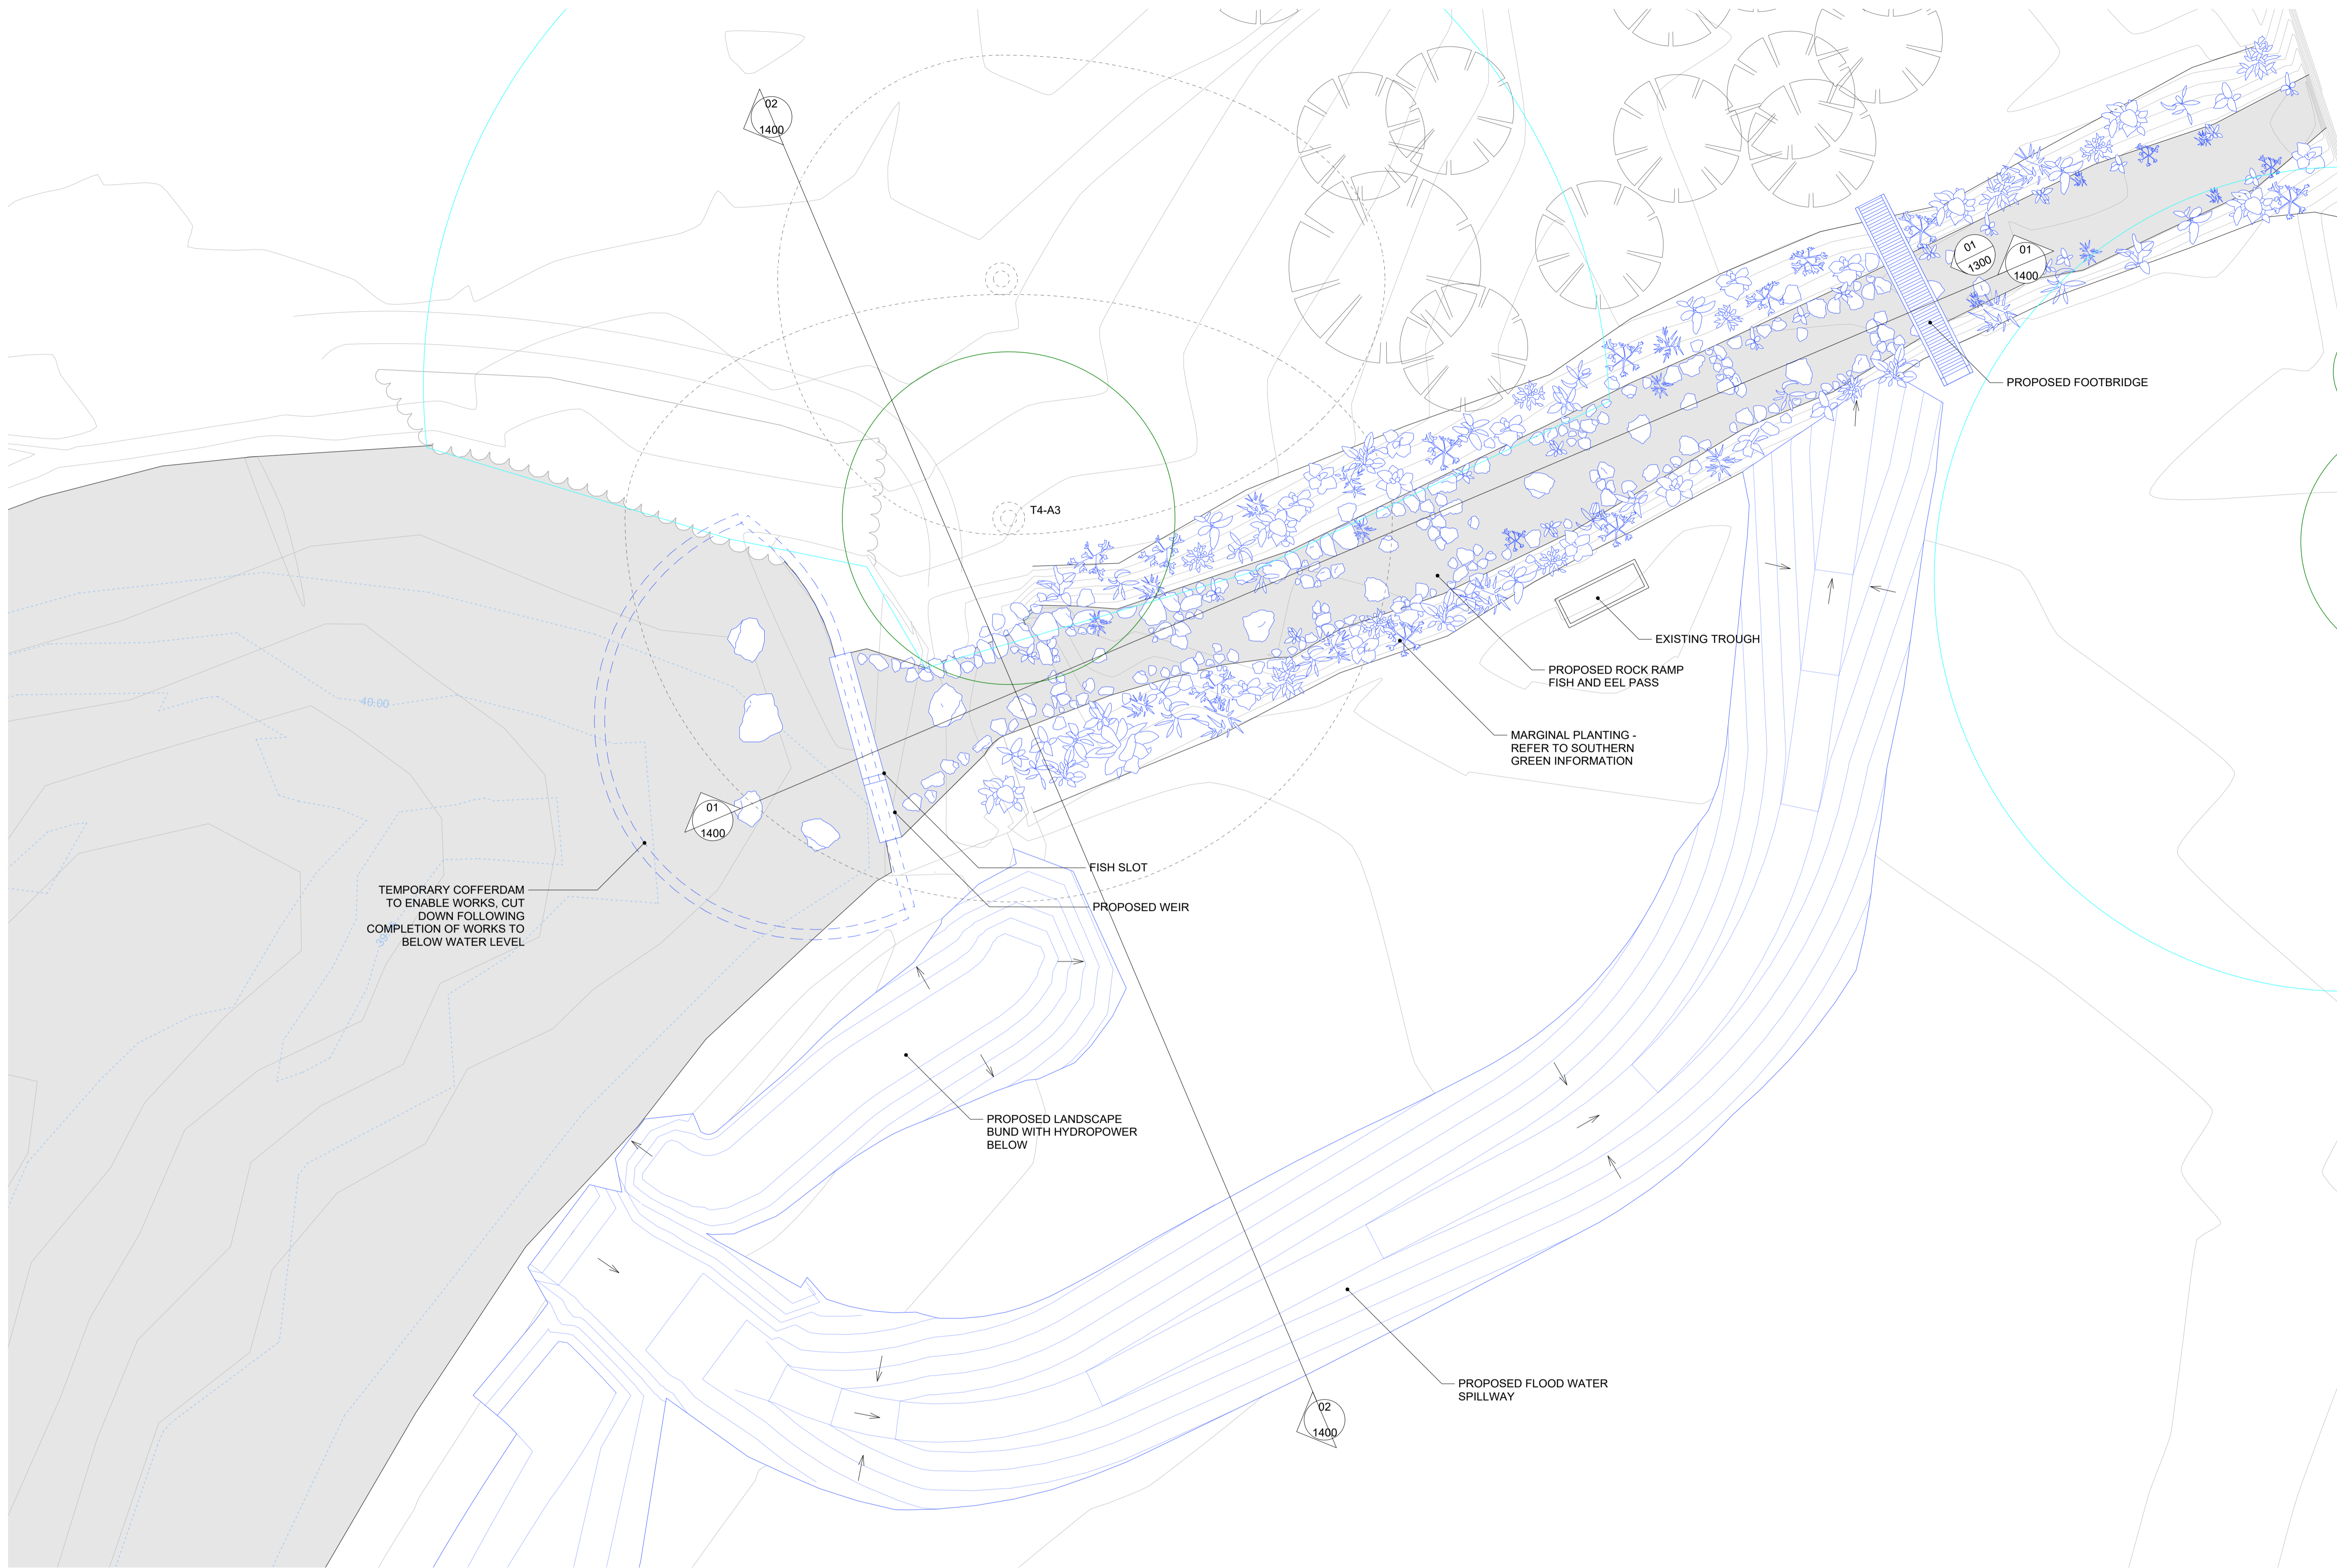 02
1400
01
1300
01
1400
PROPOSED FOOTBRIDGE
T4-A3
EXISTING TROUGH
PROPOSED ROCK RAMP
FISH AND EEL PASS
40.00
MARGINAL PLANTING -
REFER TO SOUTHERN
GREEN INFORMATION
01
1400
FISH SLOT
PROPOSED WEIR
TEMPORARY COFFERDAM
TO ENABLE WORKS, CUT
DOWN FOLLOWING
COMPLETION OF WORKS TO
BELOW WATER LEVEL
PROPOSED LANDSCAPE
BUND WITH HYDROPOWER
BELOW
PROPOSED FLOOD WATER
SPILLWAY
02
1400